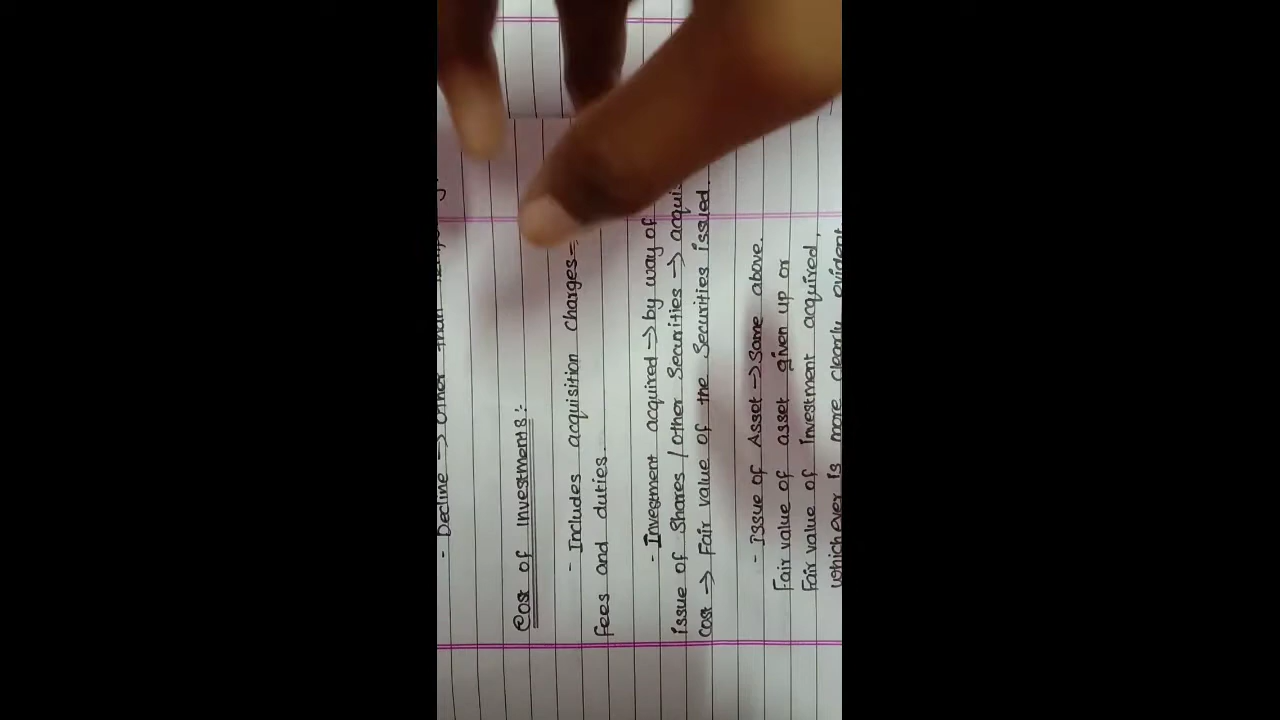 - Decline → Other than
Cost of Investments:-
- Includes acquisition charges
fees and duties.
- Investment acquired → by way of
issue of Shares / Other Securities →
Cost → Fair value of the Securities issued.
- Issue of Asset → Same above.
Fair value of asset given up or
Fair value of Investment acquired,
whichever is more clearly evident